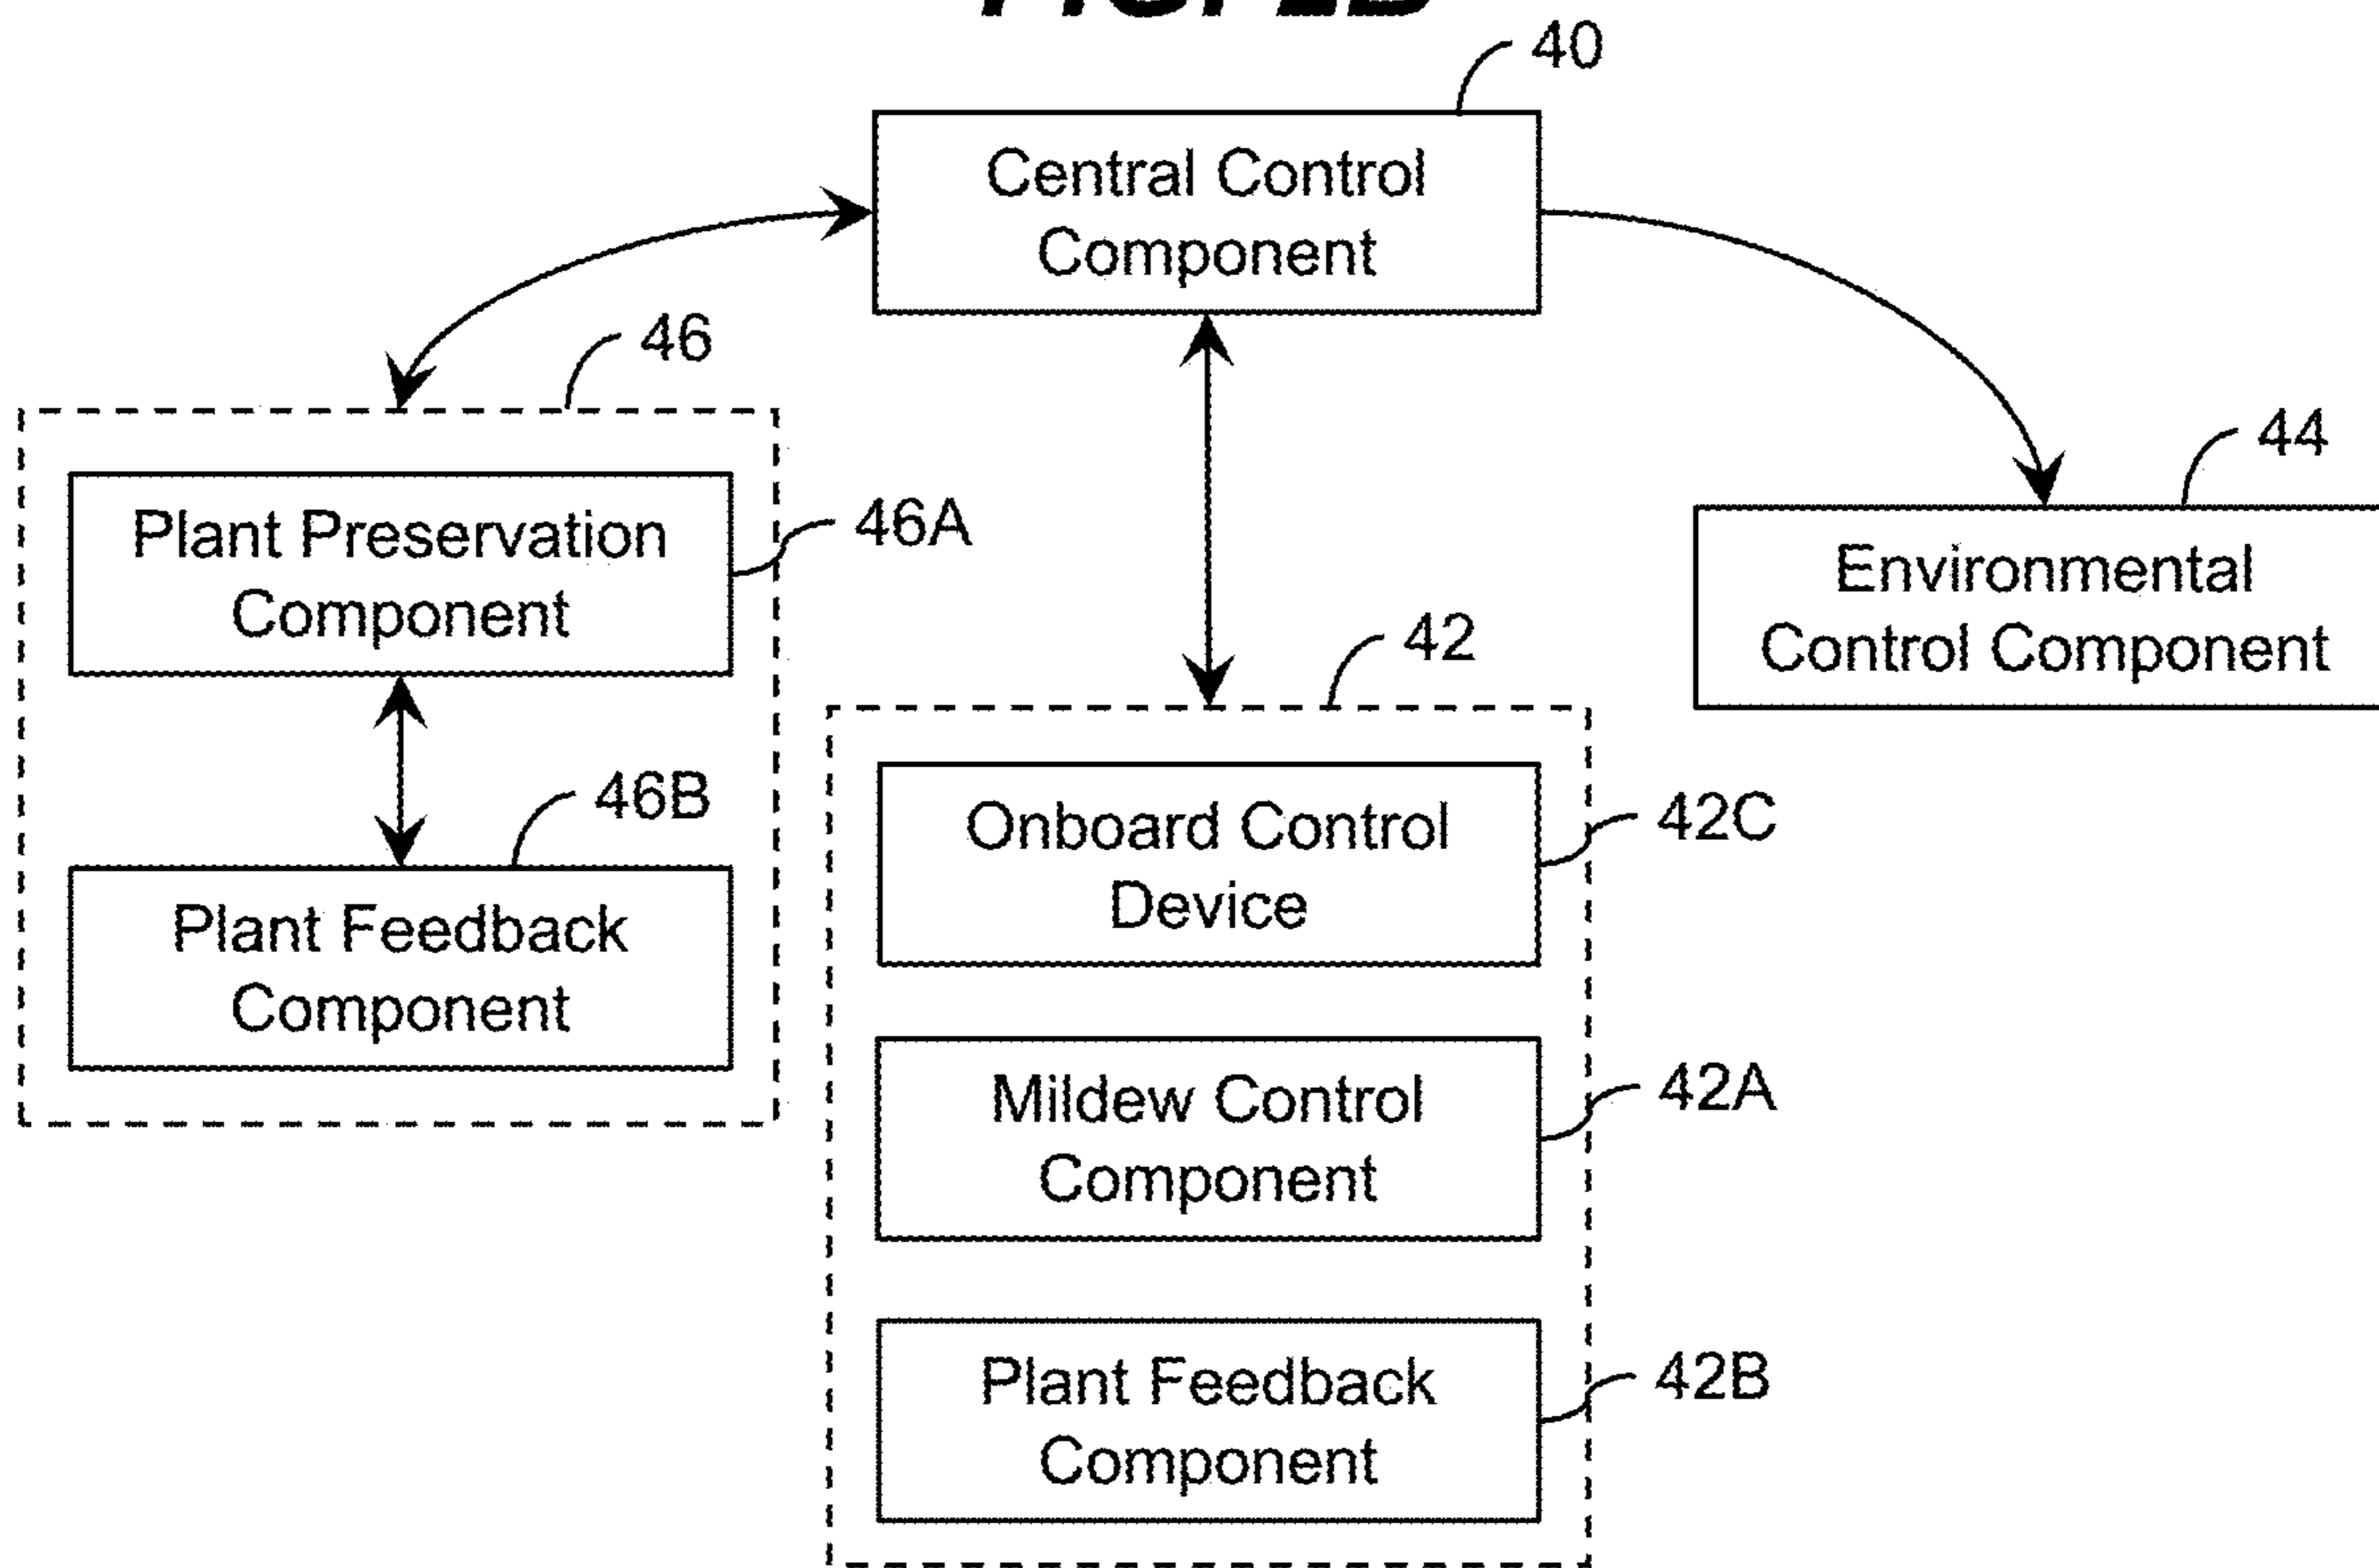 40
Central Control
Component
46
44
Plant Preservation
Component
46A
Environmental
Control Component
42
46B
Onboard Control
Device
42C
Plant Feedback
Component
Mildew Control
Component
42A
Plant Feedback
Component
42B